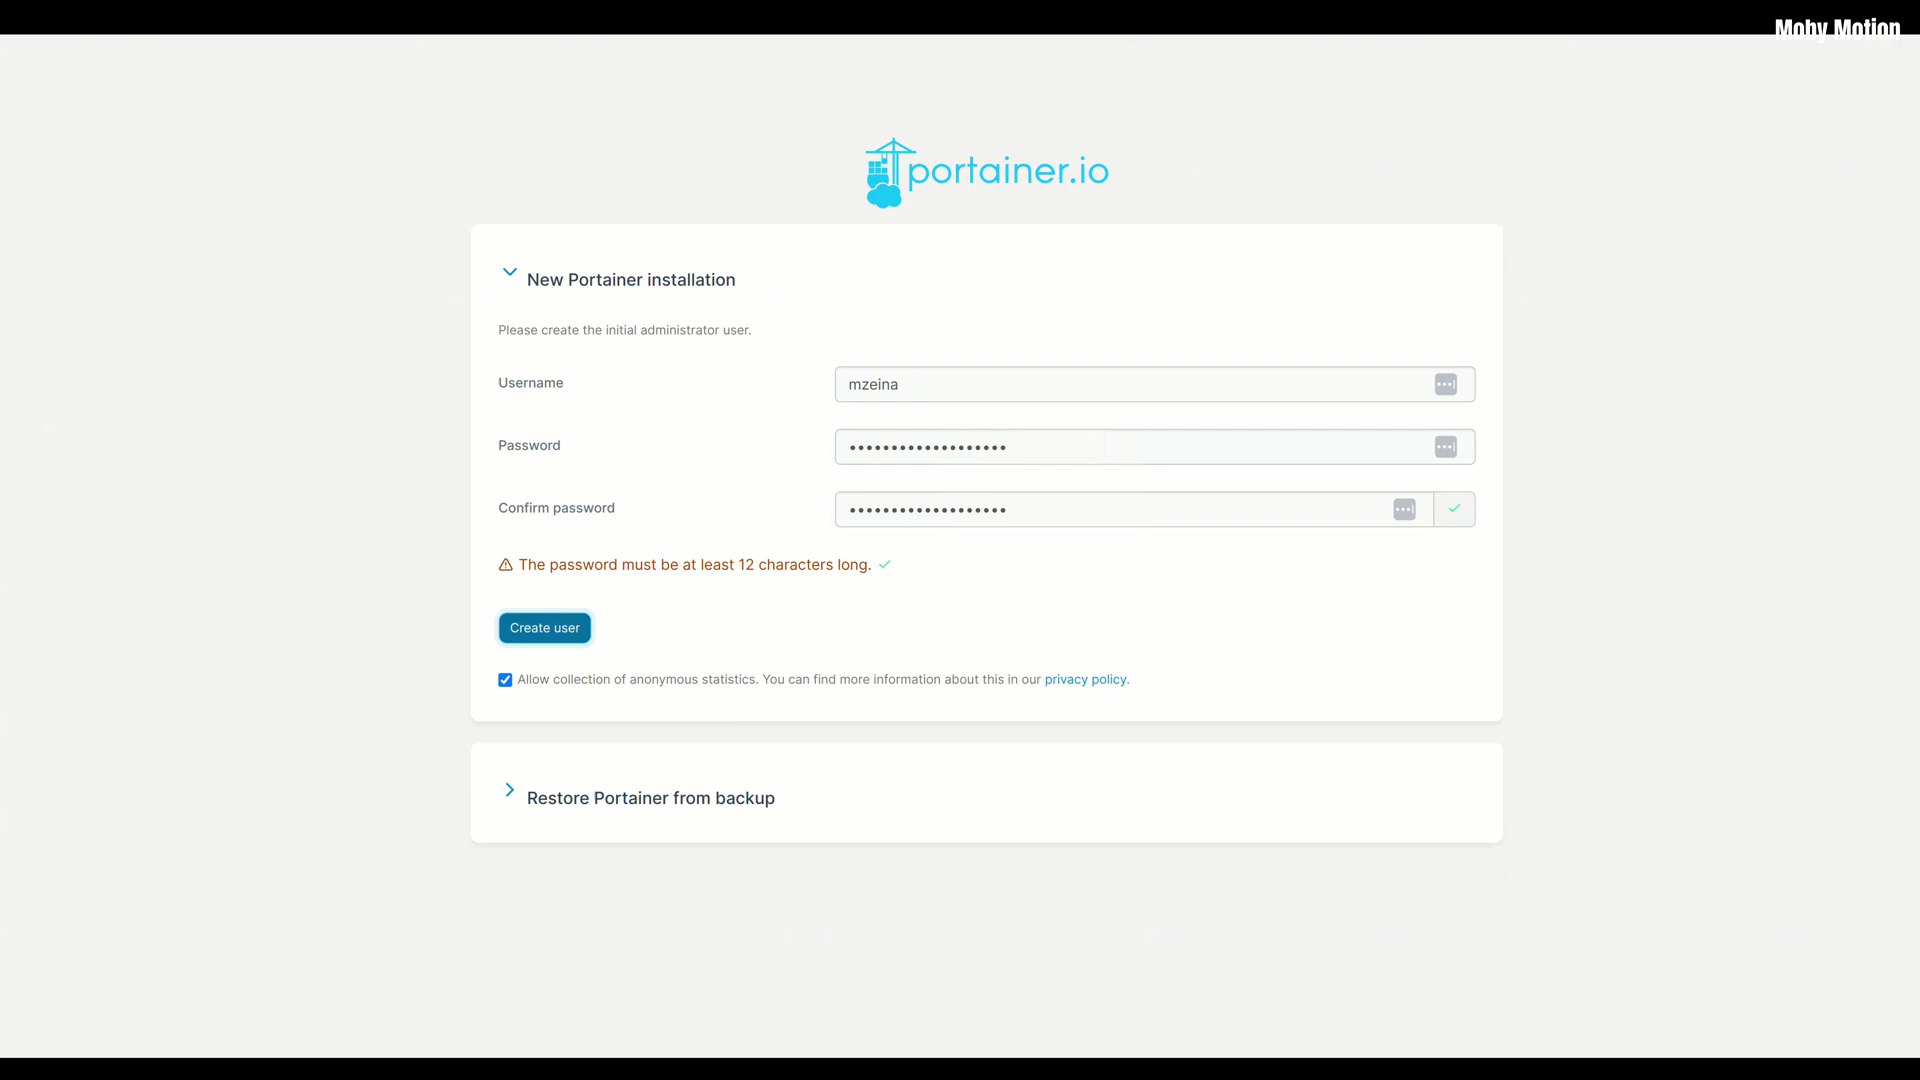 Moby Motion
portainer.io
New Portainer installation
Please create the initial administrator user.
Username
mzeina
Password
•••••••••••••••••••
Confirm password
•••••••••••••••••••
The password must be at least 12 characters long.
Create user
Allow collection of anonymous statistics. You can find more information about this in our privacy policy.
Restore Portainer from backup